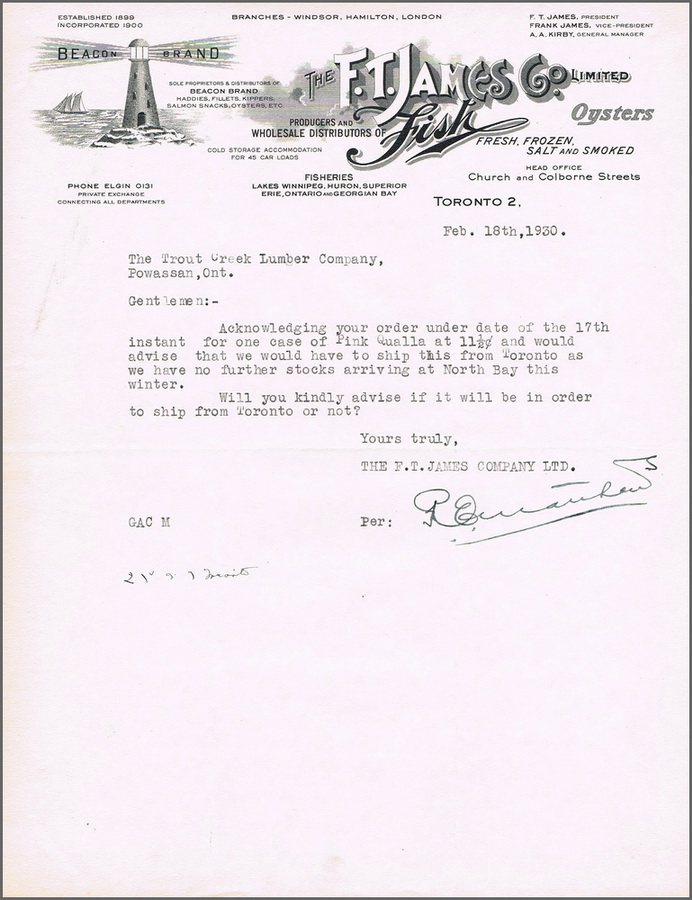 ESTABLISHED 1899
INCORPORATED 1900
BRANCHES - WINDSOR, HAMILTON, LONDON
F. T. JAMES, PRESIDENT
FRANK JAMES, VICE-PRESIDENT
A. A. KIRBY, GENERAL MANAGER
BEACON BRAND
SOLE PROPRIETORS & DISTRIBUTORS OF
BEACON BRAND
HADDIES, FILLETS, KIPPERS,
SALMON SNACKS, OYSTERS, ETC.
THE F.T. JAMES CO. LIMITED
PRODUCERS AND
WHOLESALE DISTRIBUTORS OF
Fish
Oysters
FRESH, FROZEN,
SALT AND SMOKED
COLD STORAGE ACCOMMODATION
FOR 45 CAR LOADS
HEAD OFFICE
Church and Colborne Streets
FISHERIES
LAKES WINNIPEG, HURON, SUPERIOR
ERIE, ONTARIO AND GEORGIAN BAY
PHONE ELGIN 0131
PRIVATE EXCHANGE
CONNECTING ALL DEPARTMENTS
TORONTO 2,
Feb. 18th,1930.
The Trout Creek Lumber Company,
Powassan,Ont.
Gentlemen:-
Acknowledging your order under date of the 17th
instant for one case of Pink Qualla at 11½¢ and would
advise that we would have to ship this from Toronto as
we have no further stocks arriving at North Bay this
winter.
Will you kindly advise if it will be in order
to ship from Toronto or not?
Yours truly,
THE F.T.JAMES COMPANY LTD.
GAC M
Per: